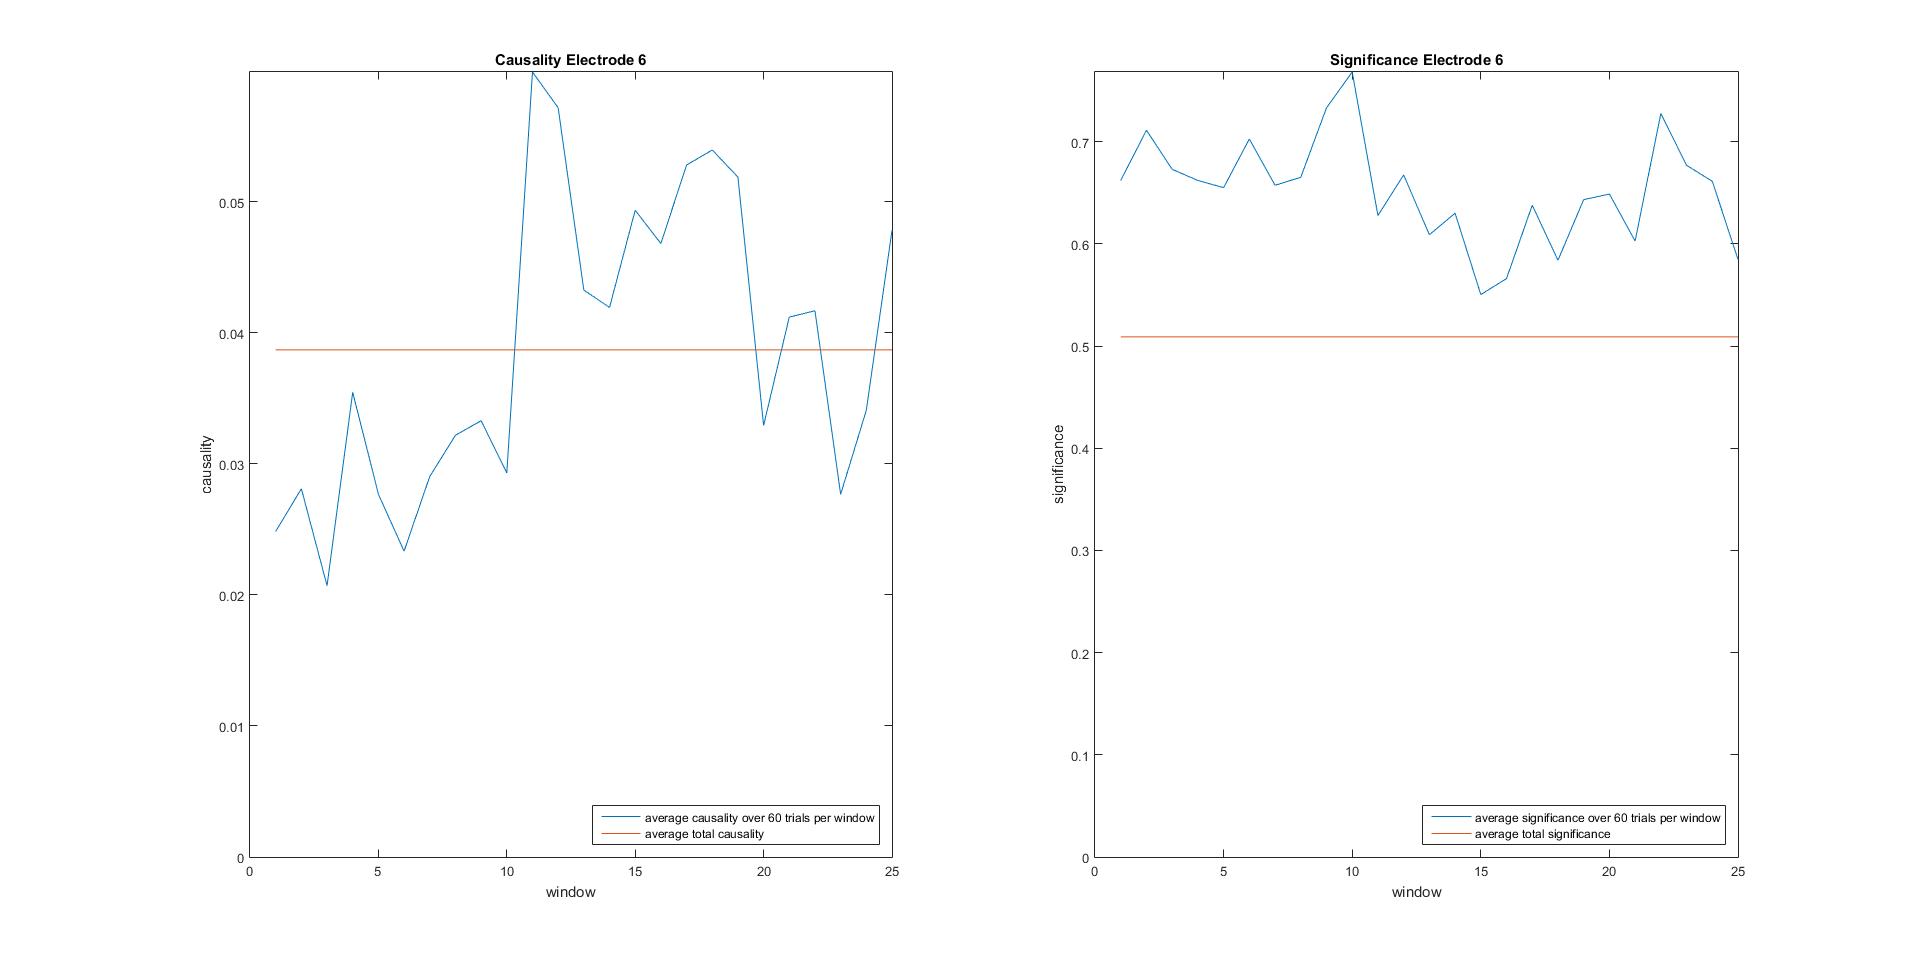 Causality Electrode 6
0.05
0.04
0.03
0.02
0.01
0
causality
0 5 10 15 20 25
window
average causality over 60 trials per window
average total causality
Significance Electrode 6
0.7
0.6
0.5
0.4
0.3
0.2
0.1
0
significance
0 5 10 15 20 25
window
average significance over 60 trials per window
average total significance